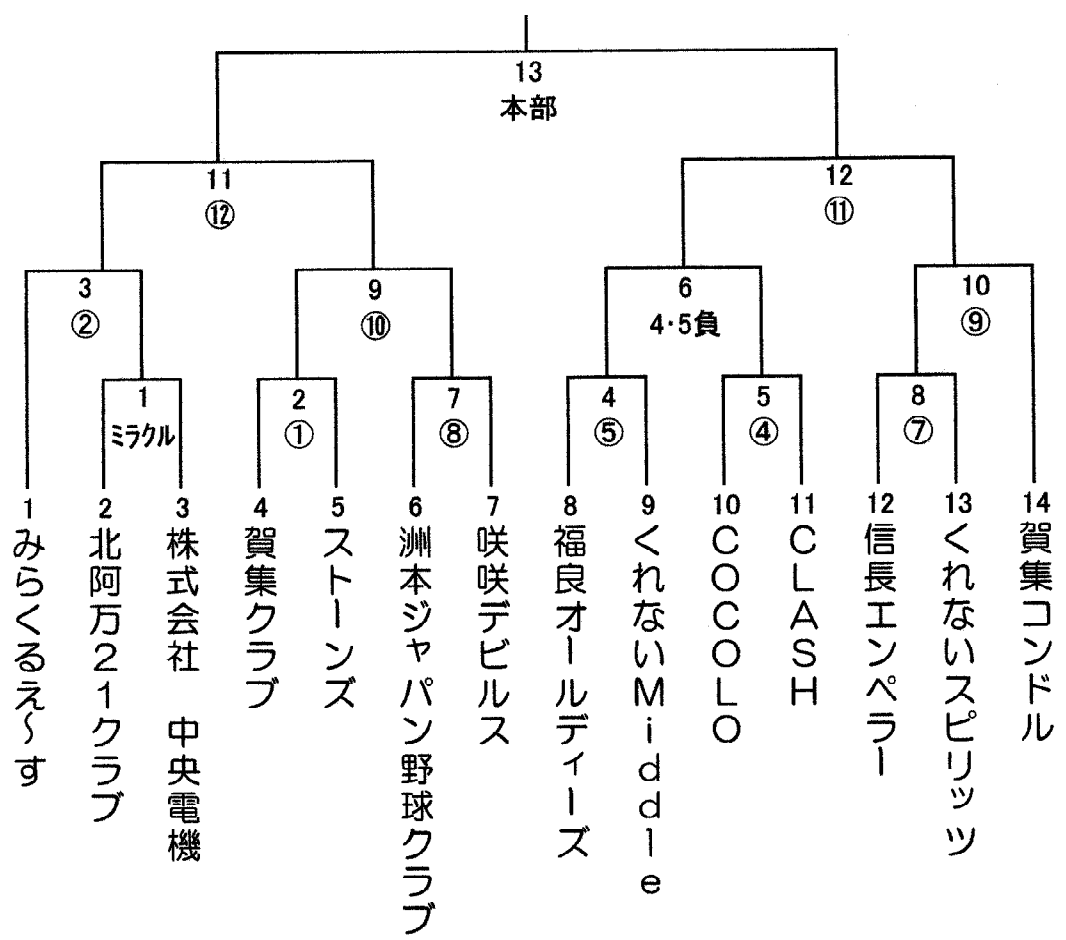 13
本部
11
⑫
12
⑪
3
②
9
⑩
6
4・5負
10
⑨
1
ミラクル
2
①
7
⑧
4
⑤
5
④
8
⑦
1 みらくるえ～す
2 北阿万21クラブ
3 株式会社 中央電機
4 賀集クラブ
5 ストーンズ
6 洲本ジャパン野球クラブ
7 咲咲デビルス
8 福良オールディーズ
9 くれないMiddle
10 COCOLO
11 CLASH
12 信長エンペラー
13 くれないスピリッツ
14 賀集コンドル